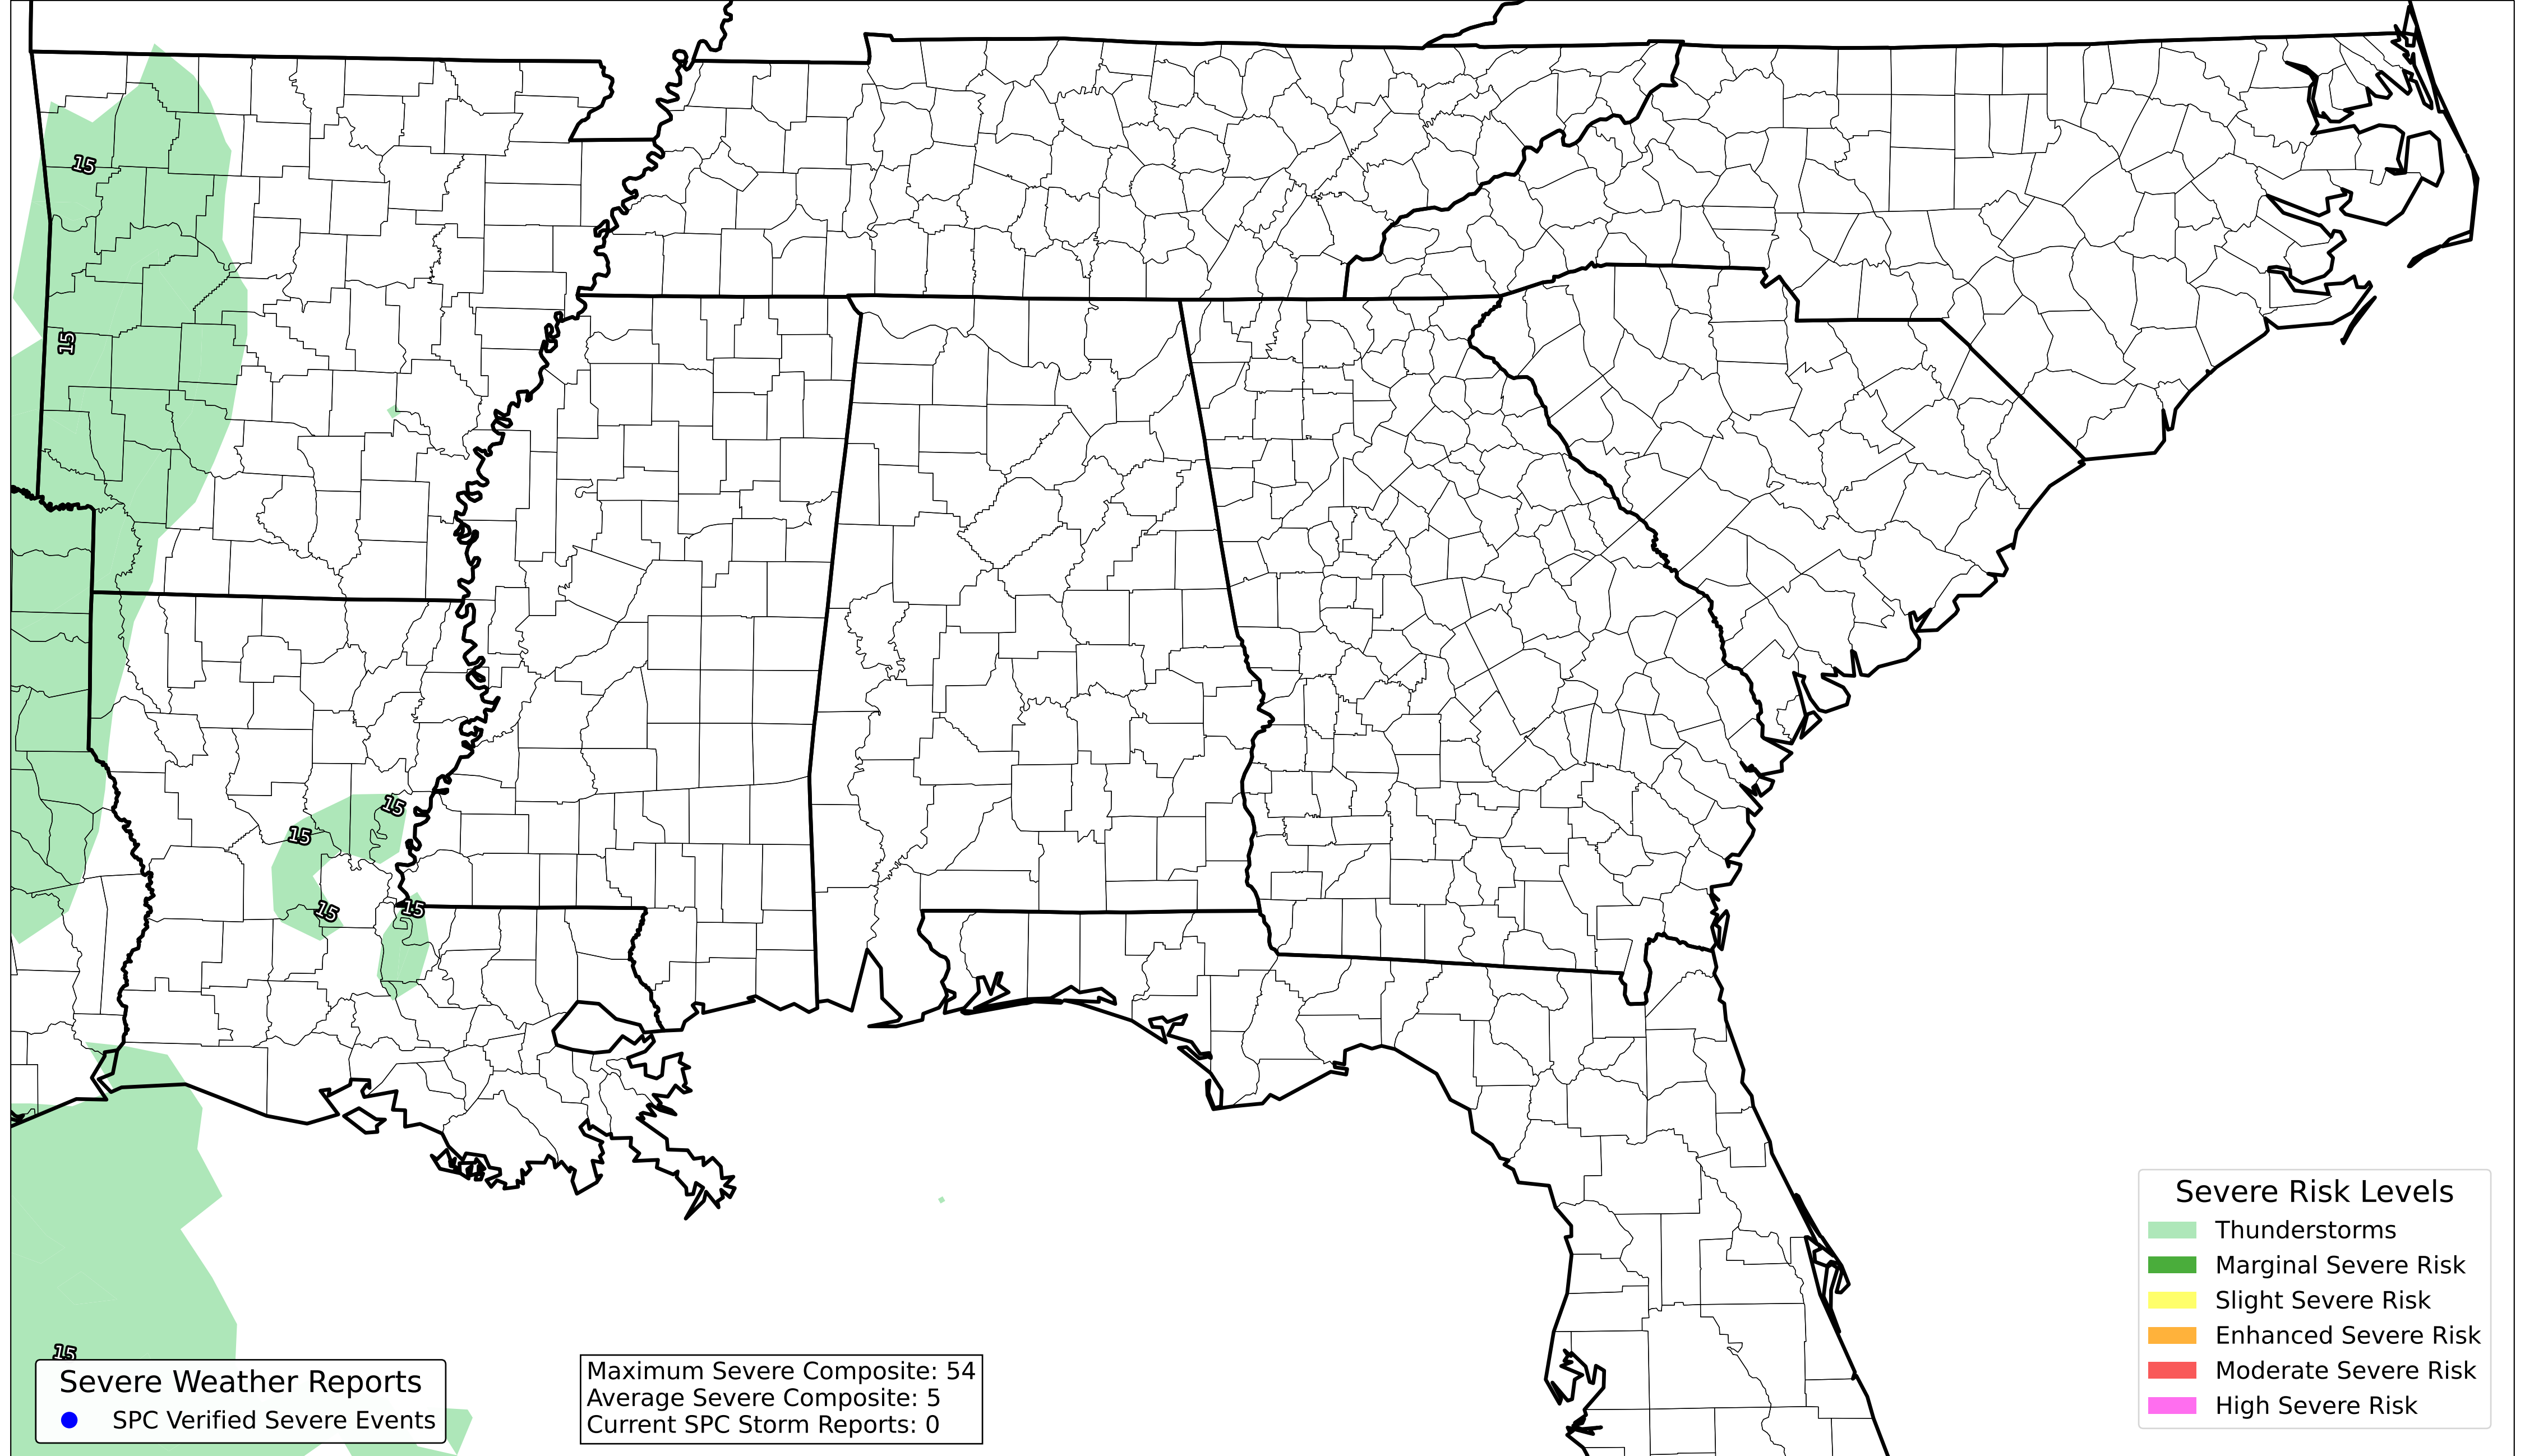 15
15
15
15
15
15
15
Severe Weather Reports
SPC Verified Severe Events
Maximum Severe Composite: 54
Average Severe Composite: 5
Current SPC Storm Reports: 0
Severe Risk Levels
Thunderstorms
Marginal Severe Risk
Slight Severe Risk
Enhanced Severe Risk
Moderate Severe Risk
High Severe Risk